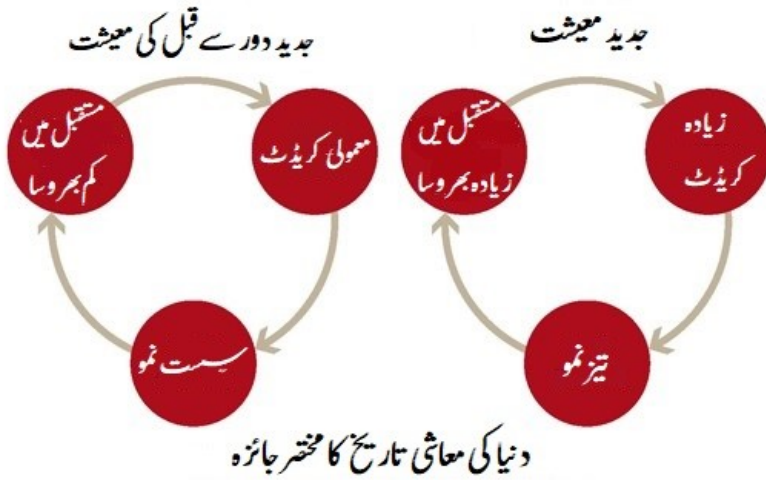 جدید معیشت
زیادہ
کریڈٹ
تیز نمو
مستقبل میں
زیادہ بھروسا
جدید دور سے قبل کی معیشت
معمولی کریڈٹ
سست نمو
مستقبل میں
کم بھروسا
دنیا کی معاشی تاریخ کا مختصر جائزہ